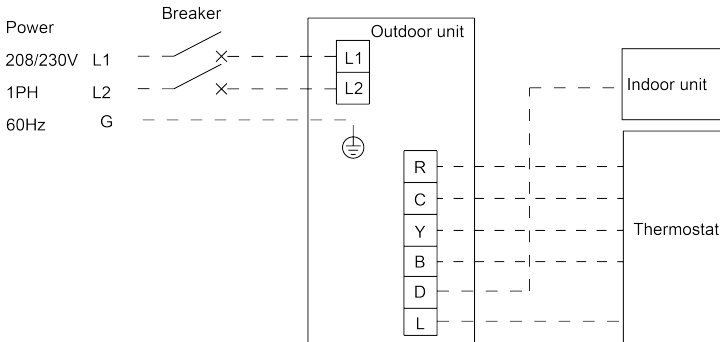 Power
Breaker
208/230V L1
1PH L2
60Hz G
Outdoor unit
L1
L2
Indoor unit
R
C
Y
B
D
L
Thermostat